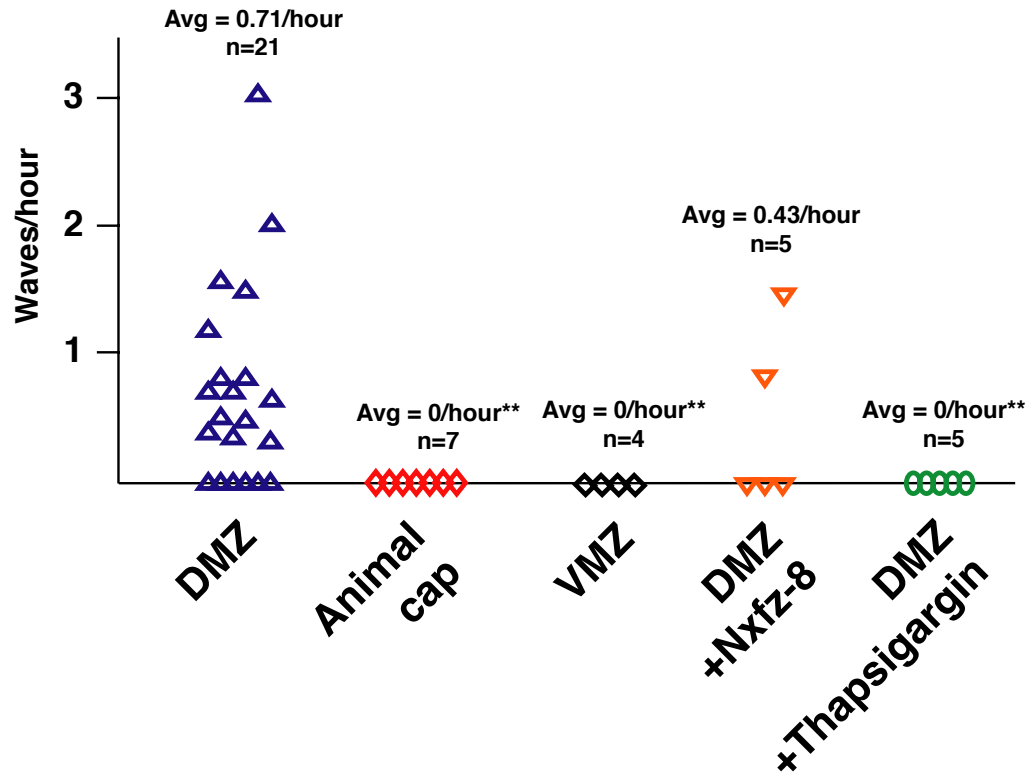 Avg = 0.71/hour
n=21
3
2
1
Waves/hour
Avg = 0/hour**
n=7
Avg = 0/hour**
n=4
Avg = 0.43/hour
n=5
Avg = 0/hour**
n=5
DMZ
Animal
cap
VMZ
DMZ
+Nxfz-8
DMZ
+Thapsigargin